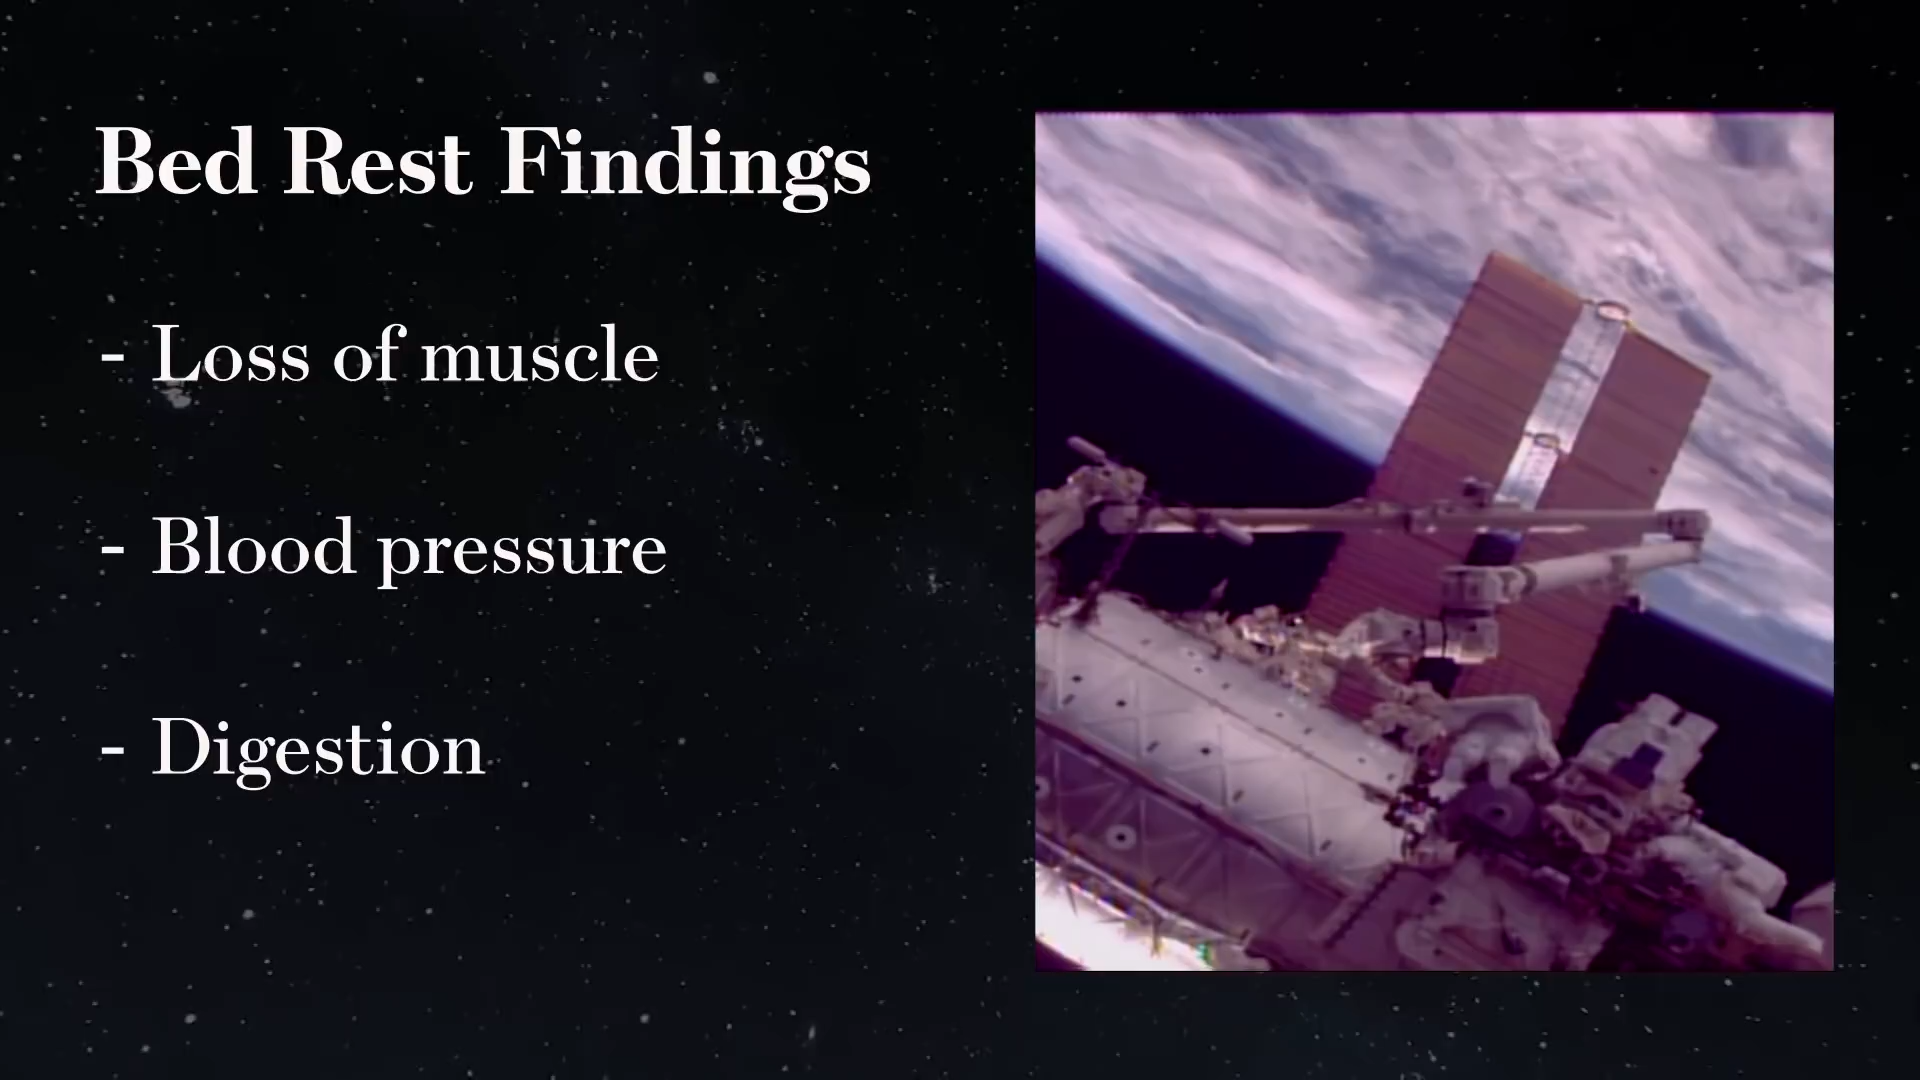 Bed Rest Findings
- Loss of muscle
- Blood pressure
- Digestion